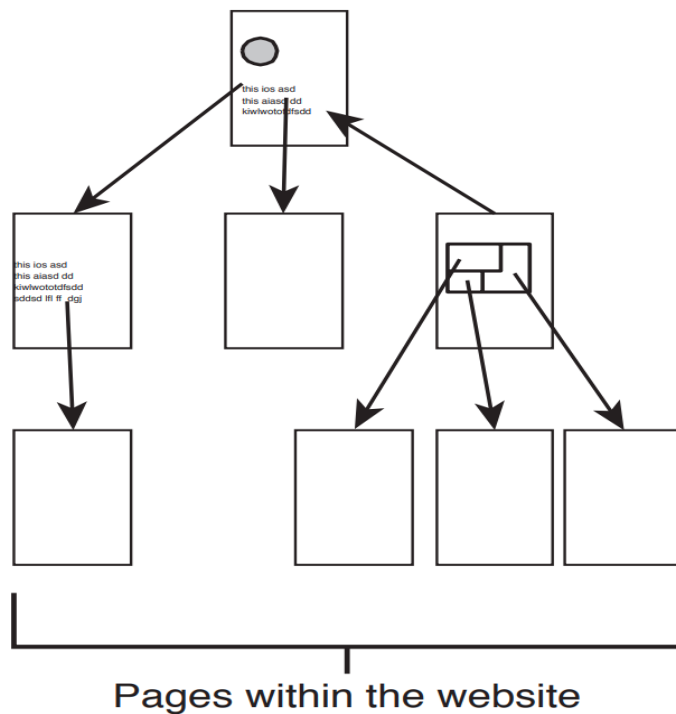 this ios asd
this aiasd dd
kiwlwototdfsdd
this ios asd
this aiasd dd
kiwlwototdfsdd
sddsd lfl ff dgj
Pages within the website